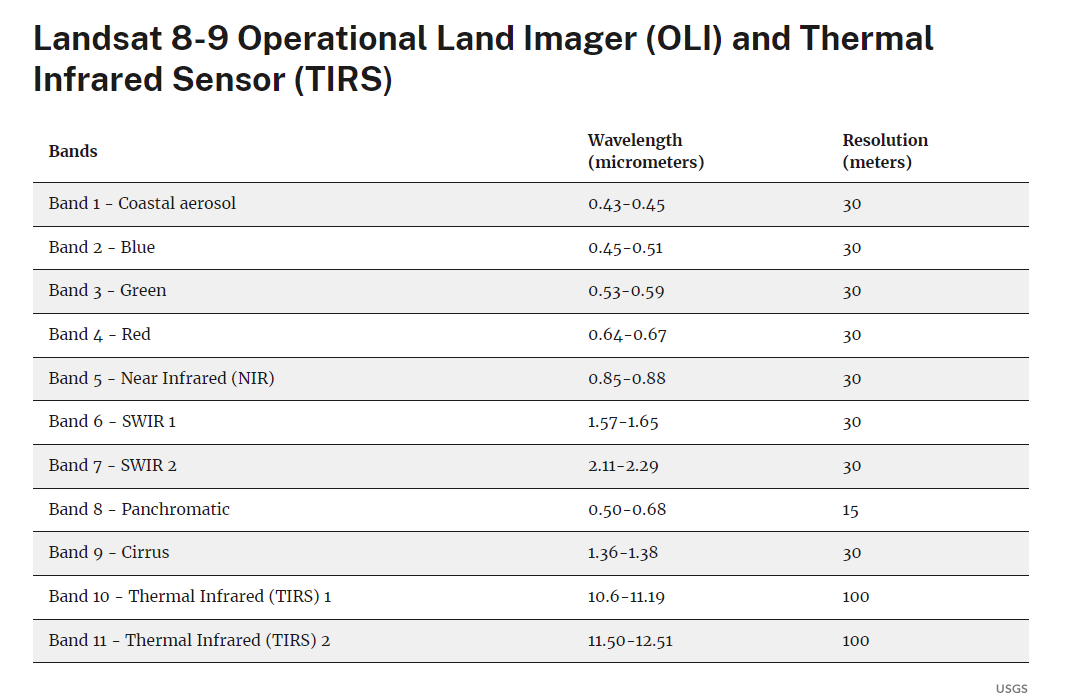 Landsat 8-9 Operational Land Imager (OLI) and Thermal
Infrared Sensor (TIRS)
Bands Wavelength (micrometers) Resolution (meters)
Band 1 - Coastal aerosol 0.43-0.45 30
Band 2 - Blue 0.45-0.51 30
Band 3 - Green 0.53-0.59 30
Band 4 - Red 0.64-0.67 30
Band 5 - Near Infrared (NIR) 0.85-0.88 30
Band 6 - SWIR 1 1.57-1.65 30
Band 7 - SWIR 2 2.11-2.29 30
Band 8 - Panchromatic 0.50-0.68 15
Band 9 - Cirrus 1.36-1.38 30
Band 10 - Thermal Infrared (TIRS) 1 10.6-11.19 100
Band 11 - Thermal Infrared (TIRS) 2 11.50-12.51 100
USGS